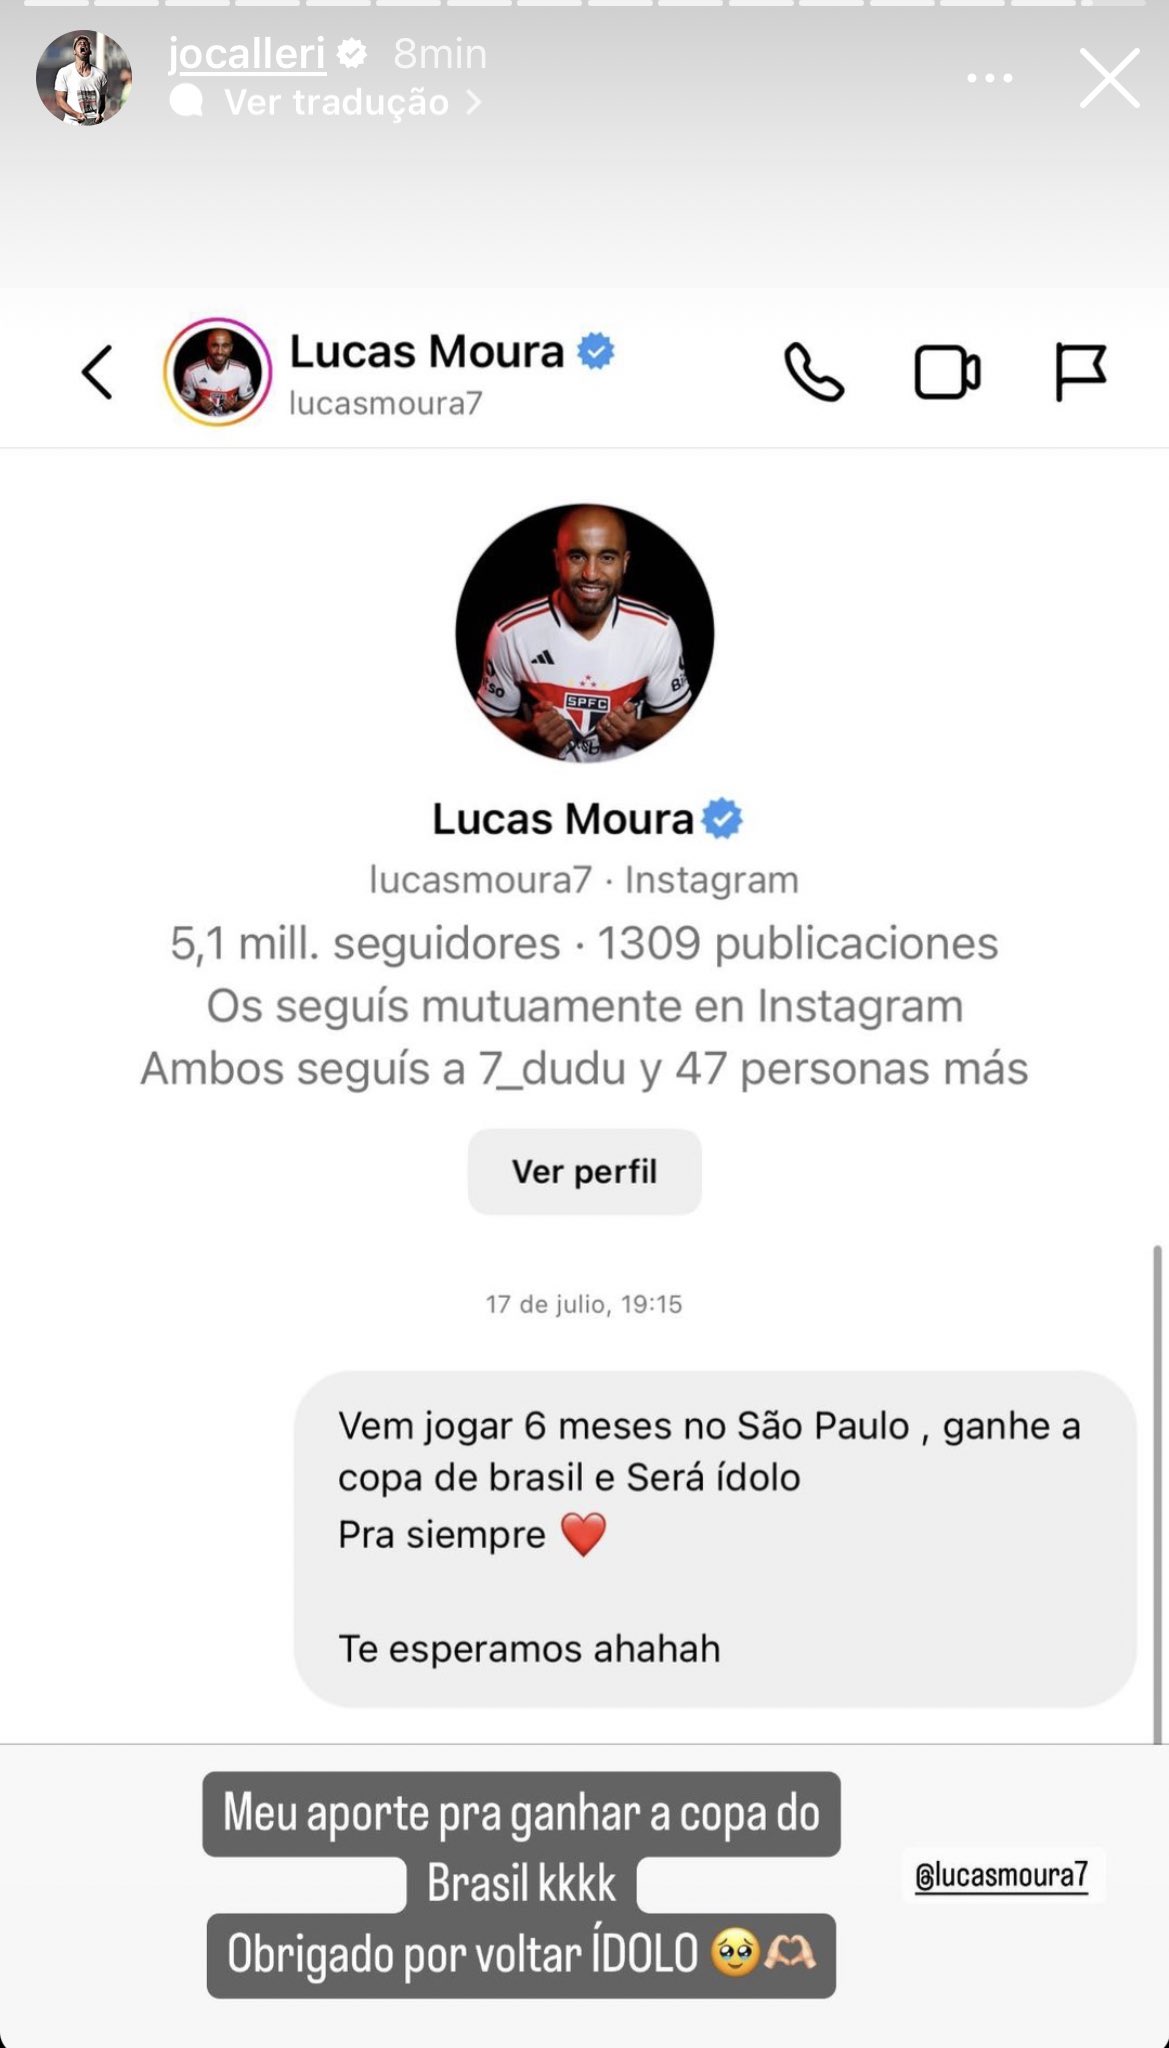 jocalleri 8min
Ver tradução >
Lucas Moura
lucasmoura7
SPFC
Lucas Moura
lucasmoura7 · Instagram
5,1 mill. seguidores · 1309 publicaciones
Os seguís mutuamente en Instagram
Ambos seguís a 7_dudu y 47 personas más
Ver perfil
17 de julio, 19:15
Vem jogar 6 meses no São Paulo , ganhe a
copa de brasil e Será ídolo
Pra siempre ❤️
Te esperamos ahahah
Meu aporte pra ganhar a copa do
Brasil kkkk
Obrigado por voltar ÍDOLO 🥹🫶🏻
@lucasmoura7